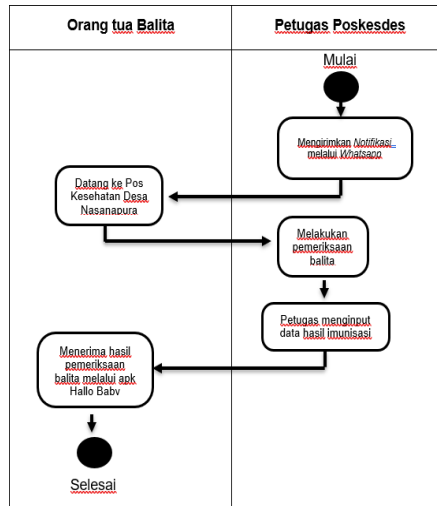 Orang tua Balita
Petugas Poskesdes
Mulai
Mengirimkan Notifikasi
melalui Whatsapp
Datang ke Pos
Kesehatan Desa
Nasanapura
Melakukan
pemeriksaan
balita
Petugas menginput
data hasil imunisasi
Menerima hasil
pemeriksaan
balita melalui apk
Hallo Baby
Selesai